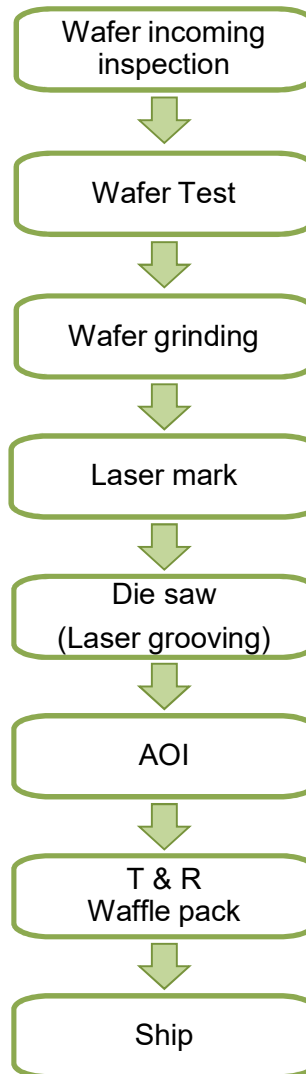 Wafer incoming
inspection
Wafer Test
Wafer grinding
Laser mark
Die saw
(Laser grooving)
AOI
T & R
Waffle pack
Ship